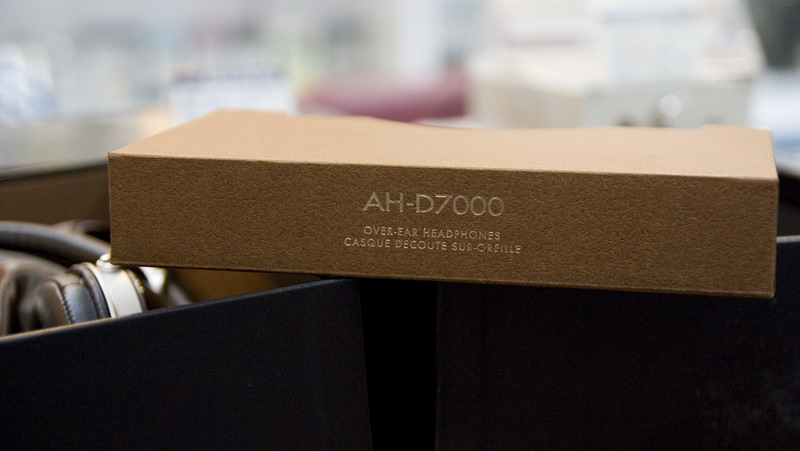 AH-D7000
OVER-EAR HEADPHONES
CASQUE D'ECOUTE SUR-OREILLE